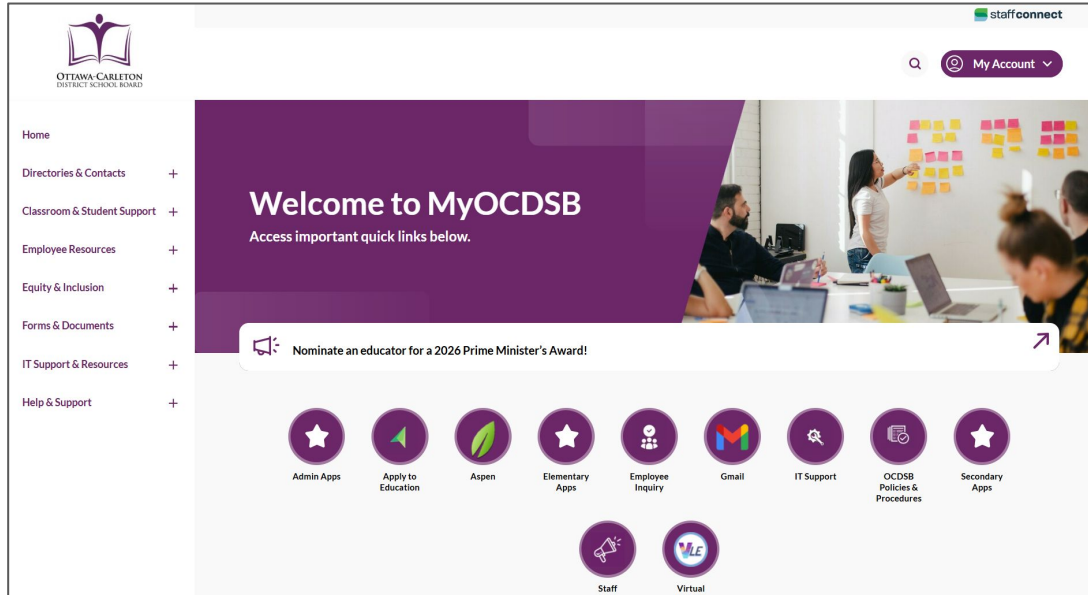 staffconnect
OTTAWA-CARLETON
DISTRICT SCHOOL BOARD
My Account
Home
Directories & Contacts
Classroom & Student Support
Employee Resources
Equity & Inclusion
Forms & Documents
IT Support & Resources
Help & Support
Welcome to MyOCDSB
Access important quick links below.
Nominate an educator for a 2026 Prime Minister's Award!
Admin Apps
Apply to
Education
Aspen
Elementary
Apps
Employee
Inquiry
Gmail
IT Support
OCDSB
Policies &
Procedures
Secondary
Apps
Staff
VLE
Virtual